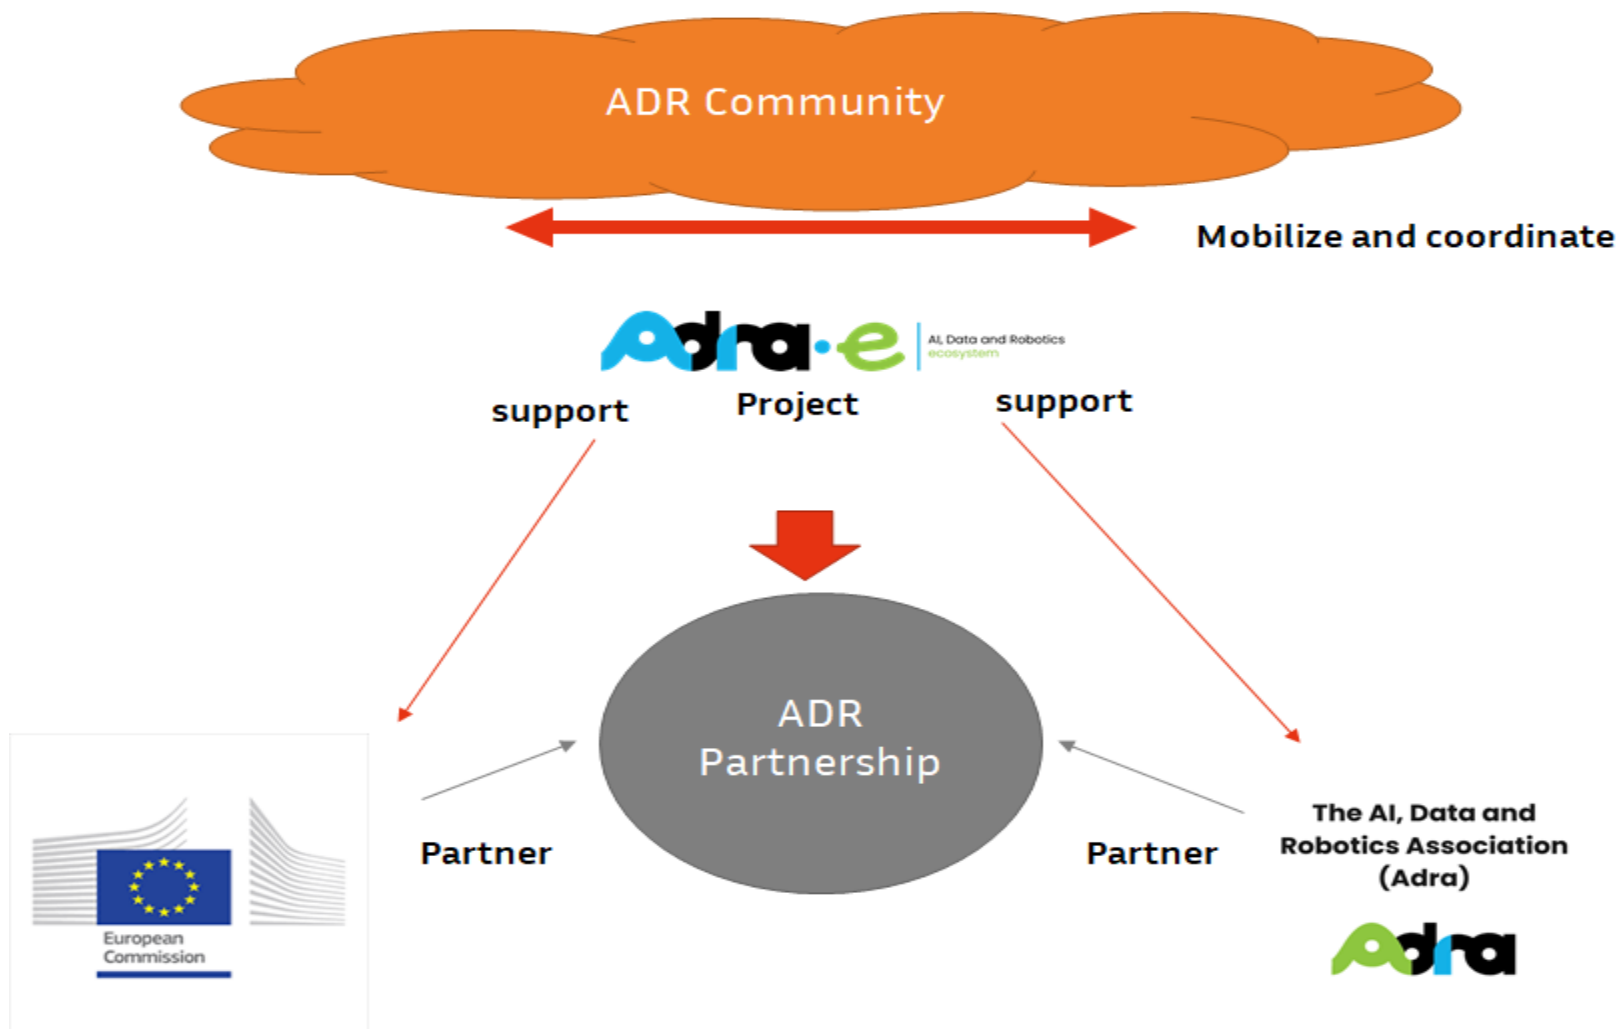 ADR Community
Mobilize and coordinate
Adra·e
AI, Data and Robotics
ecosystem
support
Project
support
ADR
Partnership
Partner
Partner
The AI, Data and
Robotics Association
(Adra)
Adra
European
Commission